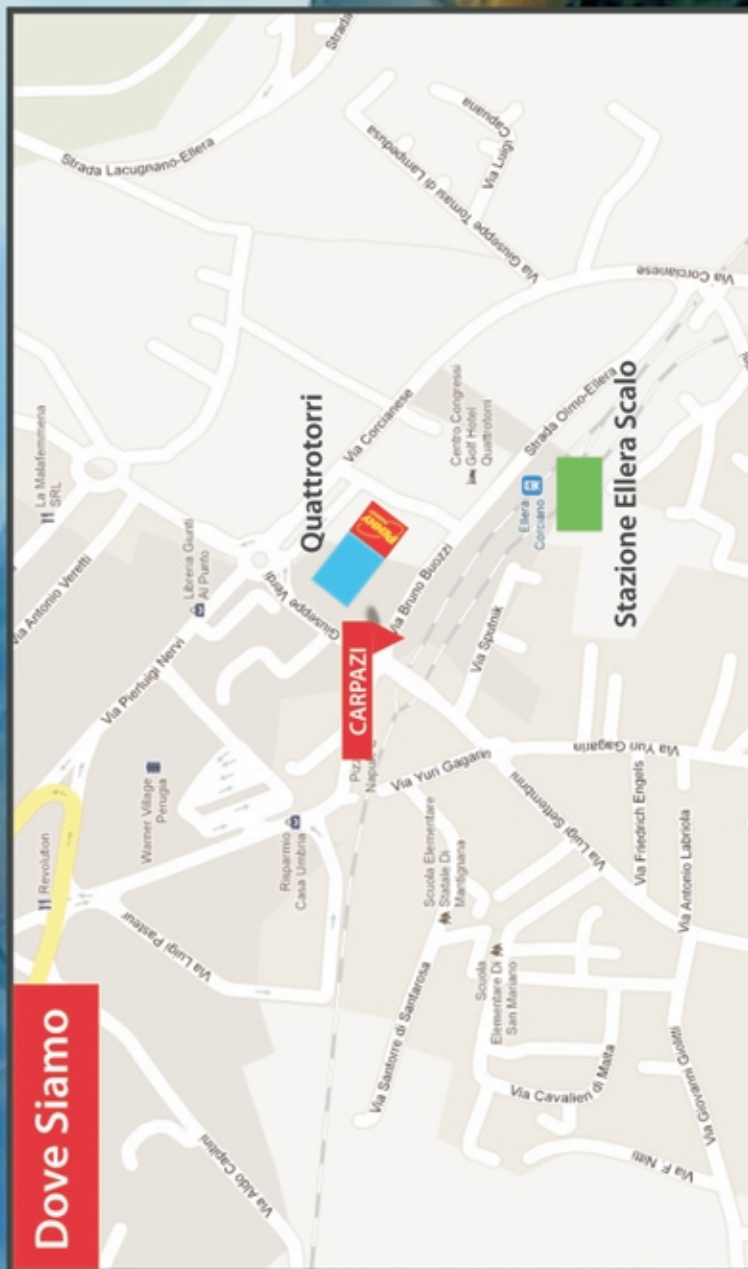 Dove Siamo
Revolution
La Malafemmena
SRL
Strada Lacugnano-Ellera
Strada
Via Antonio Veretti
Libreria Giunti
Al Punto
Via Pierluigi Nervi
Warner Village
Perugia
Via Luigi Pasteur
Via Aldo Capitini
Risparmio
Casa Umbria
Giuseppe Verdi
Quattrotorri
PENNY
CARPAZI
Via Corcianese
Via Giuseppe Tomasi di Lampedusa
Via Luigi Capuana
Centro Congressi
Golf Hotel
Quattrotorri
Via Corcianese
Strada Olmo-Ellera
Via Bruno Buozzi
Ellera
Corciano
Stazione Ellera Scalo
Via Sputnik
Via Yuri Gagarin
Via Yuri Gagarin
Via Luigi Settembrini
Scuola Elementare
Statale Di
Mantignana
Scuola
Elementare Di
San Mariano
Via Santorre di Santarosa
Via Friedrich Engels
Via Antonio Labriola
Via Cavalieri di Malta
Via Giovanni Giolitti
Via F. Nitti